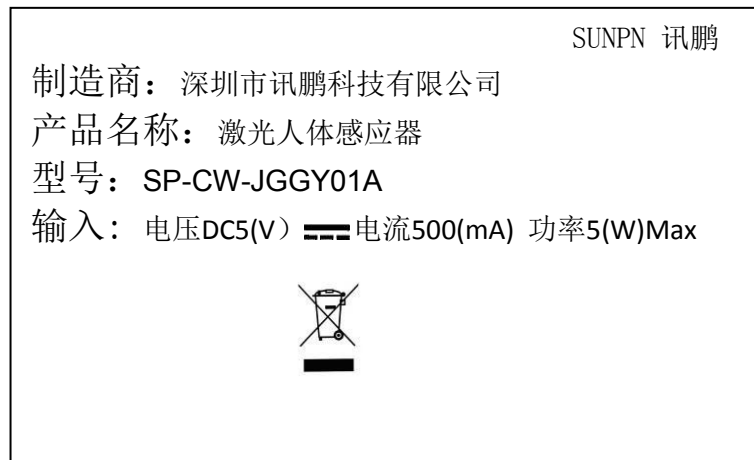 SUNPN 讯鹏
制造商：深圳市讯鹏科技有限公司
产品名称：激光人体感应器
型号：SP-CW-JGGY01A
输入：电压DC5(V）电流500(mA) 功率5(W)Max